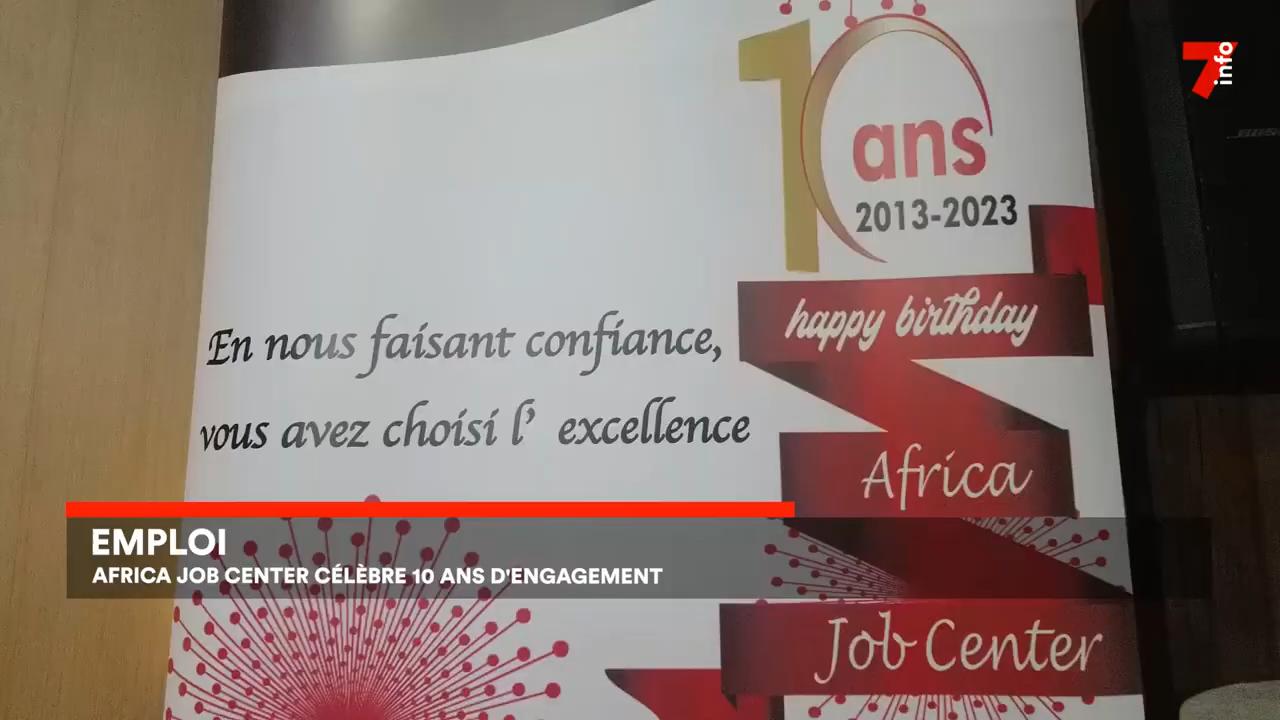 10 ans
2013-2023
happy birthday
Africa
Job Center
En nous faisant confiance,
vous avez choisi l' excellence
EMPLOI
AFRICA JOB CENTER CÉLÈBRE 10 ANS D'ENGAGEMENT
7info